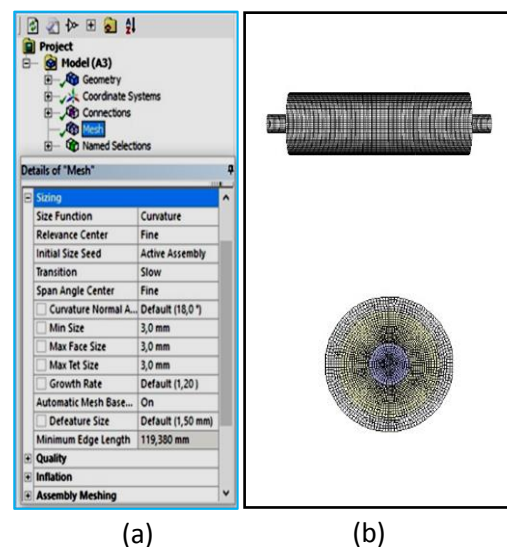 Project
Model (A3)
Geometry
Coordinate Systems
Connections
Mesh
Named Selections
Details of "Mesh"
Sizing
Size Function Curvature
Relevance Center Fine
Initial Size Seed Active Assembly
Transition Slow
Span Angle Center Fine
Curvature Normal A... Default (18,0 °)
Min Size 3,0 mm
Max Face Size 3,0 mm
Max Tet Size 3,0 mm
Growth Rate Default (1,20 )
Automatic Mesh Base... On
Defeature Size Default (1,50 mm)
Minimum Edge Length 119,380 mm
Quality
Inflation
Assembly Meshing
(a) (b)